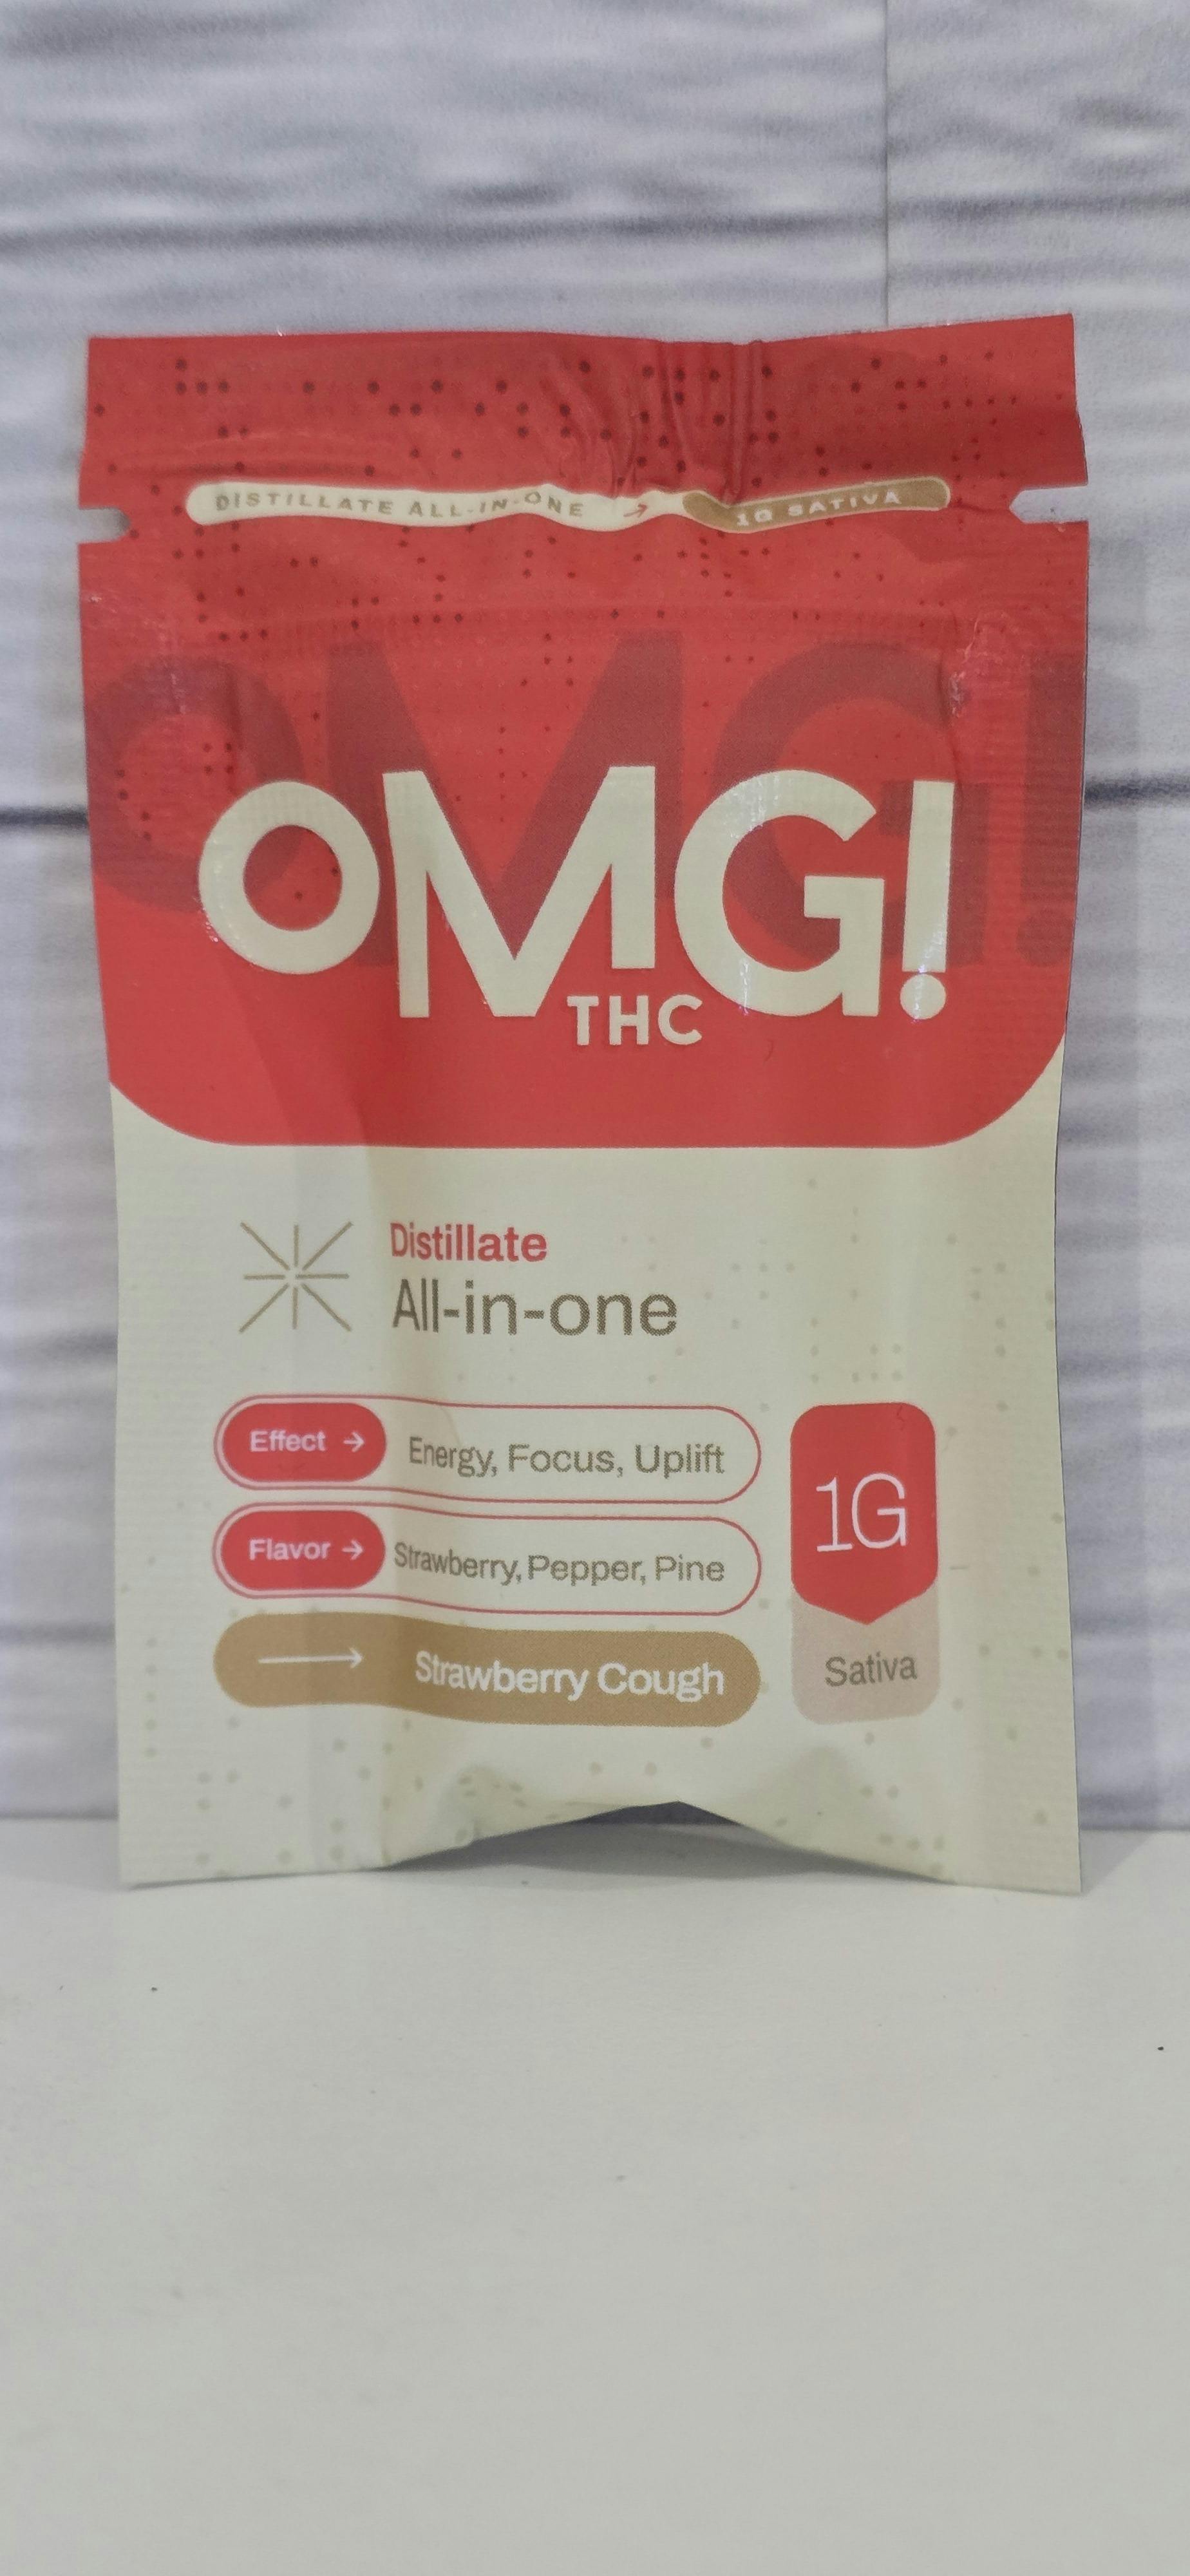 DISTILLATE ALL-IN-ONE → 1G SATIVA
OMG!
OMG!
THC
Distillate
All-in-one
Effect → Energy, Focus, Uplift
1G
Flavor → Strawberry, Pepper, Pine
→ Strawberry Cough
Sativa